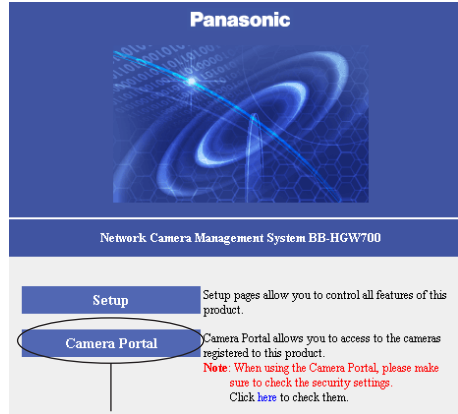 Panasonic
Network Camera Management System BB-HGW700
Setup
Setup pages allow you to control all features of this
product.
Camera Portal
Camera Portal allows you to access to the cameras
registered to this product.
Note: When using the Camera Portal, please make
sure to check the security settings.
Click here to check them.